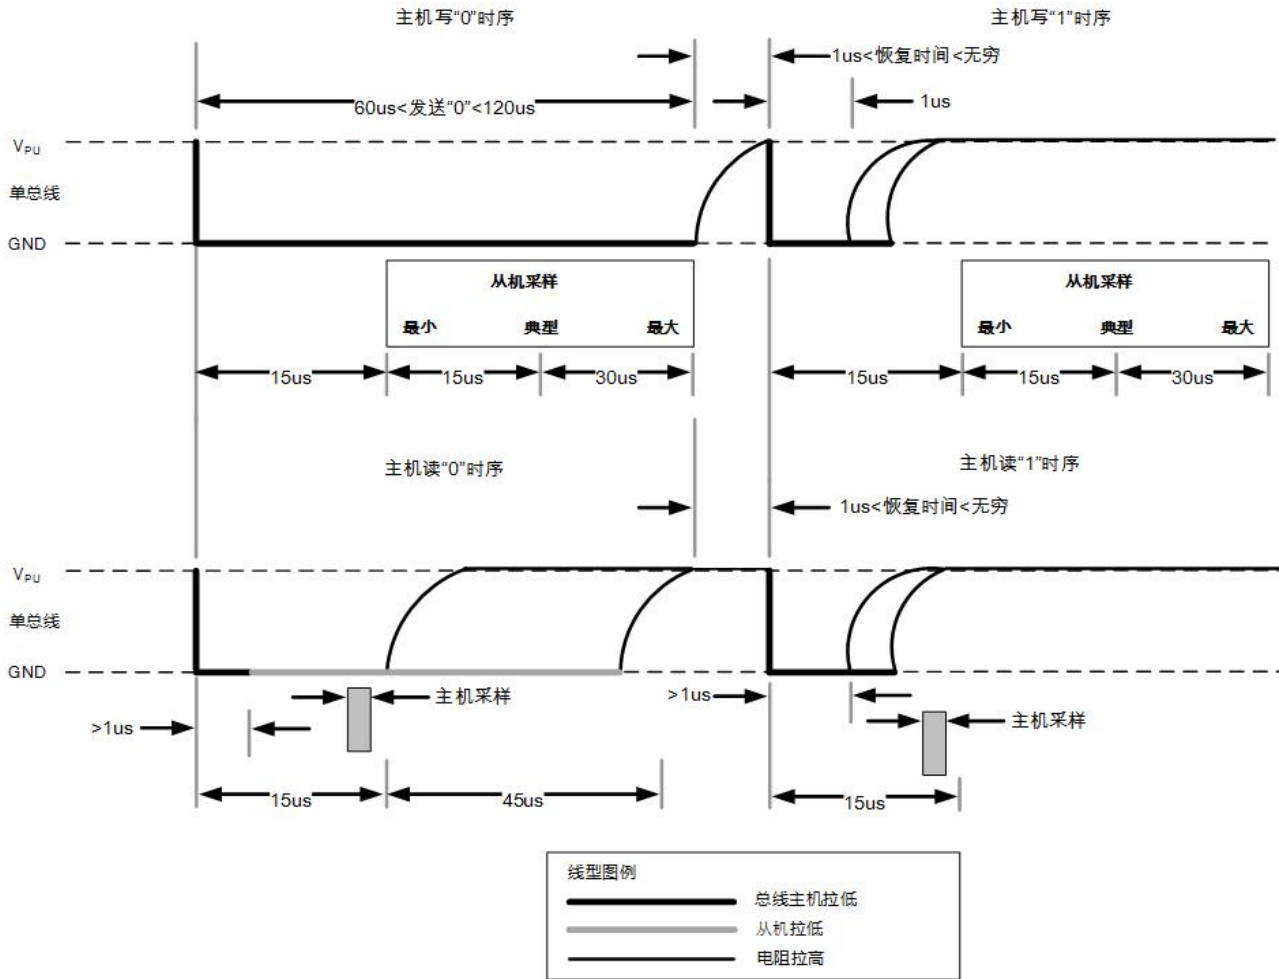 主机写“0”时序
主机写“1”时序
1us<恢复时间<无穷
60us<发送“0”<120us
1us
VPU
单总线
GND
从机采样
最小 典型 最大
从机采样
最小 典型 最大
15us 15us 30us
15us 15us 30us
主机读“0”时序
主机读“1”时序
1us<恢复时间<无穷
VPU
单总线
GND
主机采样
>1us
>1us
主机采样
15us 45us
15us
线型图例
总线主机拉低
从机拉低
电阻拉高